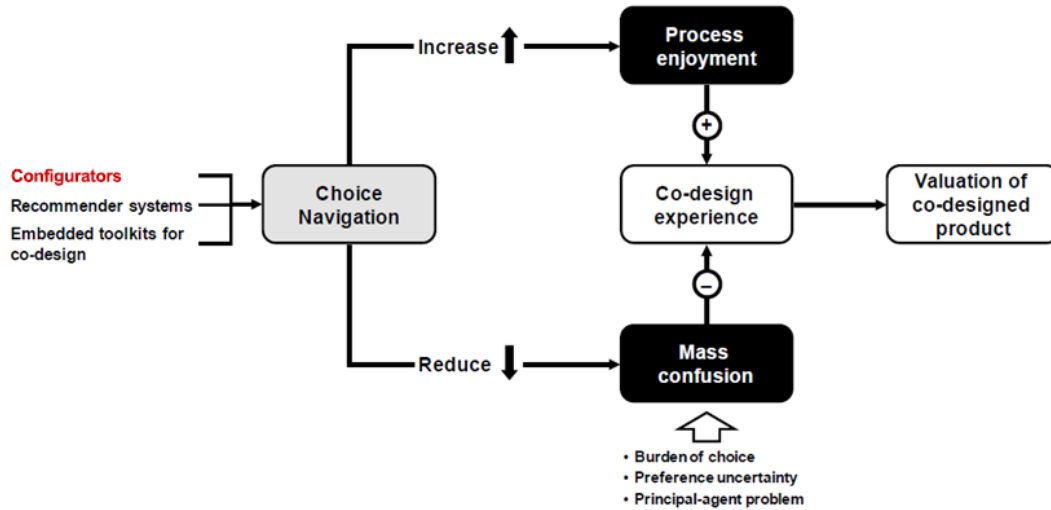 Increase
Process
enjoyment
+
Configurators
Recommender systems
Embedded toolkits for
co-design
Choice
Navigation
Co-design
experience
Valuation of
co-designed
product
−
Reduce
Mass
confusion
• Burden of choice
• Preference uncertainty
• Principal-agent problem